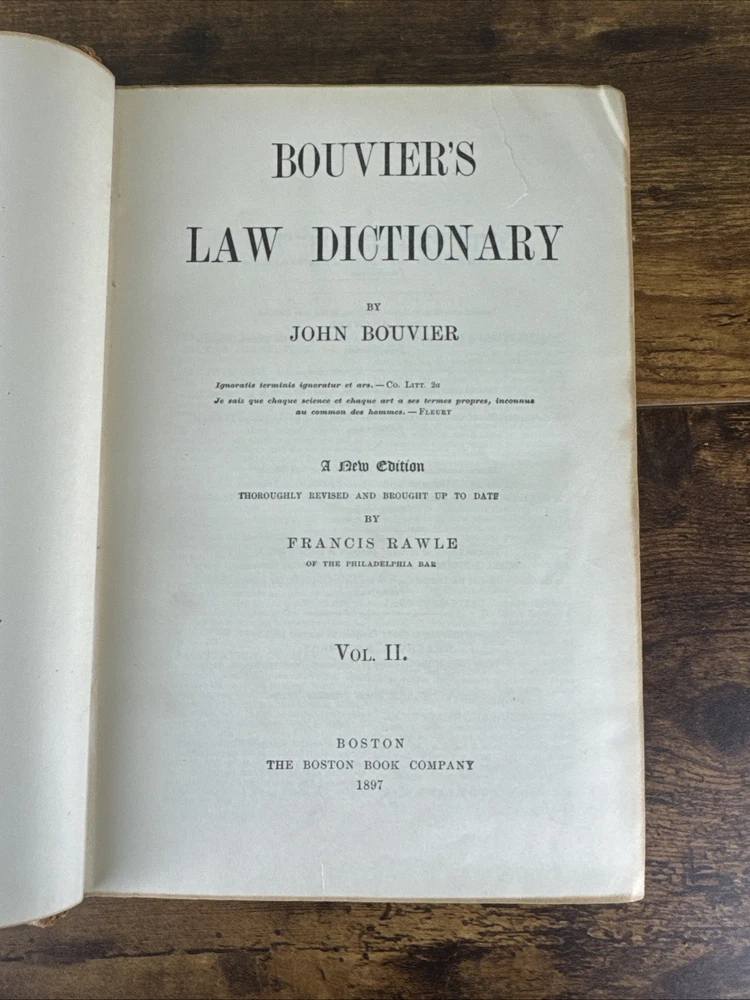 BOUVIER'S
LAW DICTIONARY
BY
JOHN BOUVIER
Ignoratis terminis ignoratur et ars. — Co. Litt. 2a
Je sais que chaque science et chaque art a ses termes propres, inconnus
au common des hommes. — Fleury
A New Edition
THOROUGHLY REVISED AND BROUGHT UP TO DATE
BY
FRANCIS RAWLE
OF THE PHILADELPHIA BAR
Vol. II.
BOSTON
THE BOSTON BOOK COMPANY
1897